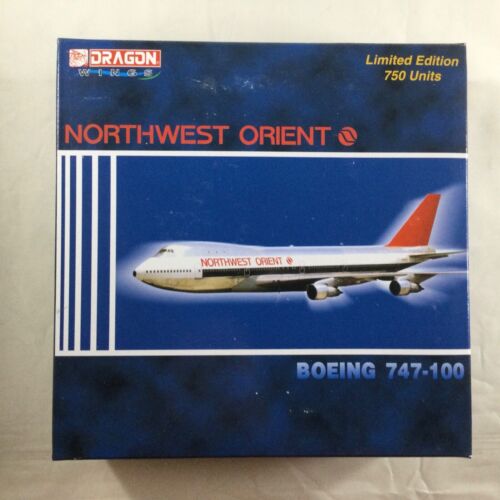 DRAGON
WINGS
Limited Edition
750 Units
NORTHWEST ORIENT
NORTHWEST ORIENT
BOEING 747-100